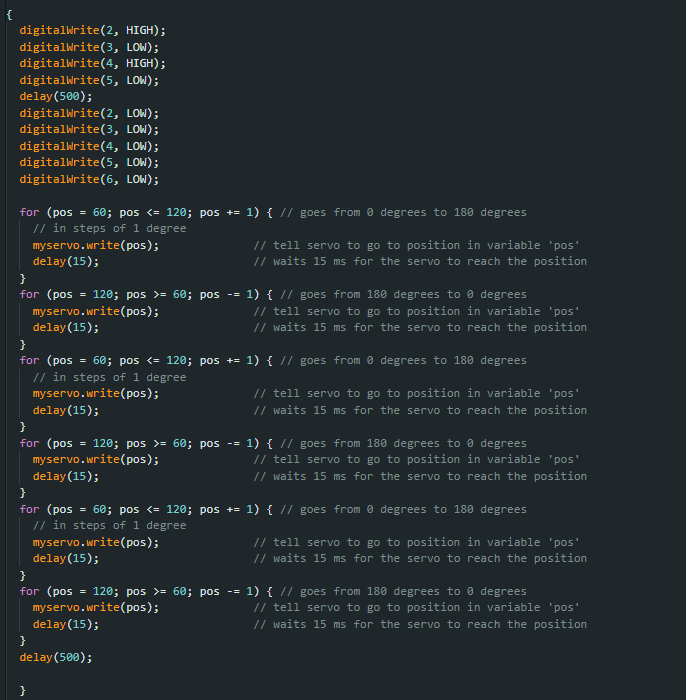 {
digitalWrite(2, HIGH);
digitalWrite(3, LOW);
digitalWrite(4, HIGH);
digitalWrite(5, LOW);
delay(500);
digitalWrite(2, LOW);
digitalWrite(3, LOW);
digitalWrite(4, LOW);
digitalWrite(5, LOW);
digitalWrite(6, LOW);
for (pos = 60; pos <= 120; pos += 1) { // goes from 0 degrees to 180 degrees
// in steps of 1 degree
myservo.write(pos); // tell servo to go to position in variable 'pos'
delay(15); // waits 15 ms for the servo to reach the position
}
for (pos = 120; pos >= 60; pos -= 1) { // goes from 180 degrees to 0 degrees
myservo.write(pos); // tell servo to go to position in variable 'pos'
delay(15); // waits 15 ms for the servo to reach the position
}
for (pos = 60; pos <= 120; pos += 1) { // goes from 0 degrees to 180 degrees
// in steps of 1 degree
myservo.write(pos); // tell servo to go to position in variable 'pos'
delay(15); // waits 15 ms for the servo to reach the position
}
for (pos = 120; pos >= 60; pos -= 1) { // goes from 180 degrees to 0 degrees
myservo.write(pos); // tell servo to go to position in variable 'pos'
delay(15); // waits 15 ms for the servo to reach the position
}
for (pos = 60; pos <= 120; pos += 1) { // goes from 0 degrees to 180 degrees
// in steps of 1 degree
myservo.write(pos); // tell servo to go to position in variable 'pos'
delay(15); // waits 15 ms for the servo to reach the position
}
for (pos = 120; pos >= 60; pos -= 1) { // goes from 180 degrees to 0 degrees
myservo.write(pos); // tell servo to go to position in variable 'pos'
delay(15); // waits 15 ms for the servo to reach the position
}
delay(500);
}